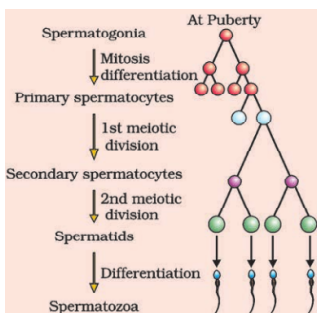 At Puberty
Spermatogonia
Mitosis
differentiation
Primary spermatocytes
1st meiotic
division
Secondary spermatocytes
2nd meiotic
division
Spermatids
Differentiation
Spermatozoa